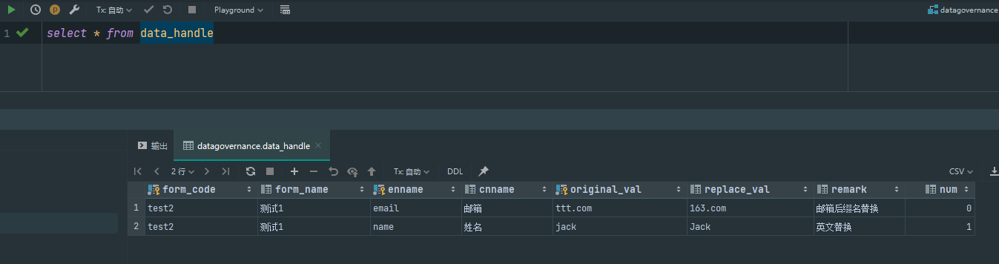 Tx: 自动 Playground datagovernance
1 select * from data_handle
输出 datagovernance.data_handle
2 行 Tx: 自动 DDL CSV
form_code form_name enname cnname original_val replace_val remark num
1 test2 测试1 email 邮箱 ttt.com 163.com 邮箱后缀名替换 0
2 test2 测试1 name 姓名 jack Jack 英文替换 1